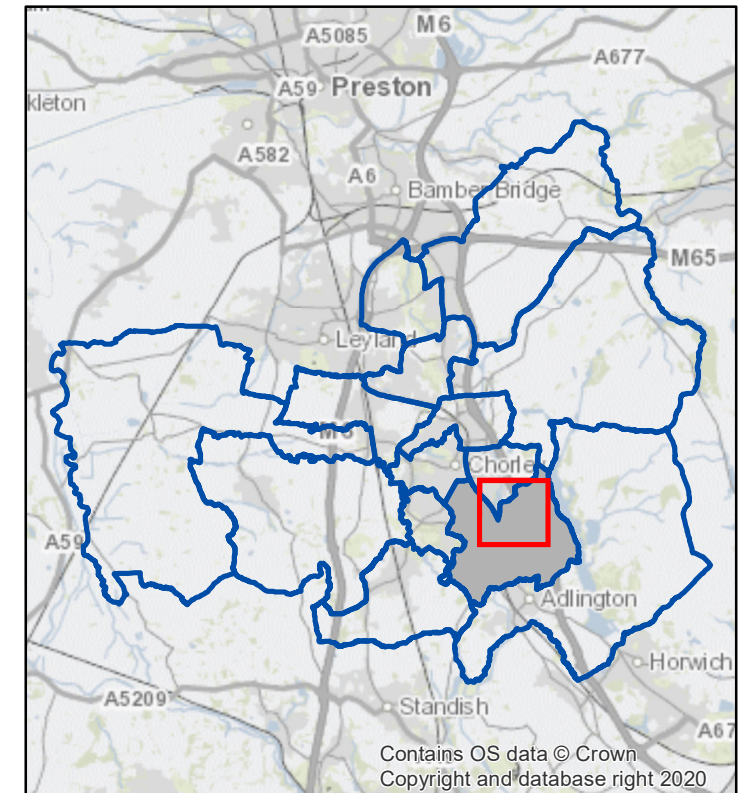 M6
A5085
A677
A59
Preston
kleton
A582
A6
Bamber Bridge
M65
Leyland
M6
Chorle
A59
Adlington
Horwich
A5209
Standish
A67
Contains OS data © Crown
Copyright and database right 2020